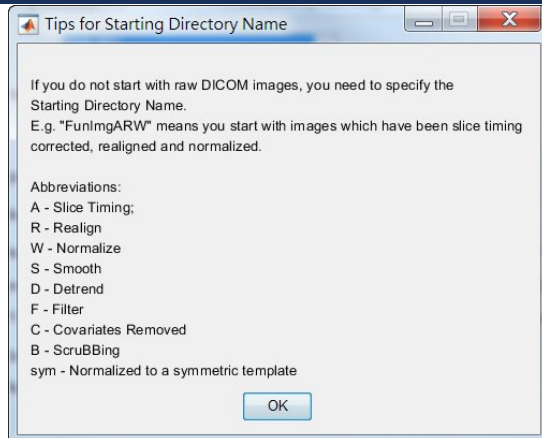 Tips for Starting Directory Name
If you do not start with raw DICOM images, you need to specify the
Starting Directory Name.
E.g. "FunImgARW" means you start with images which have been slice timing
corrected, realigned and normalized.
Abbreviations:
A - Slice Timing;
R - Realign
W - Normalize
S - Smooth
D - Detrend
F - Filter
C - Covariates Removed
B - ScruBBing
sym - Normalized to a symmetric template
OK